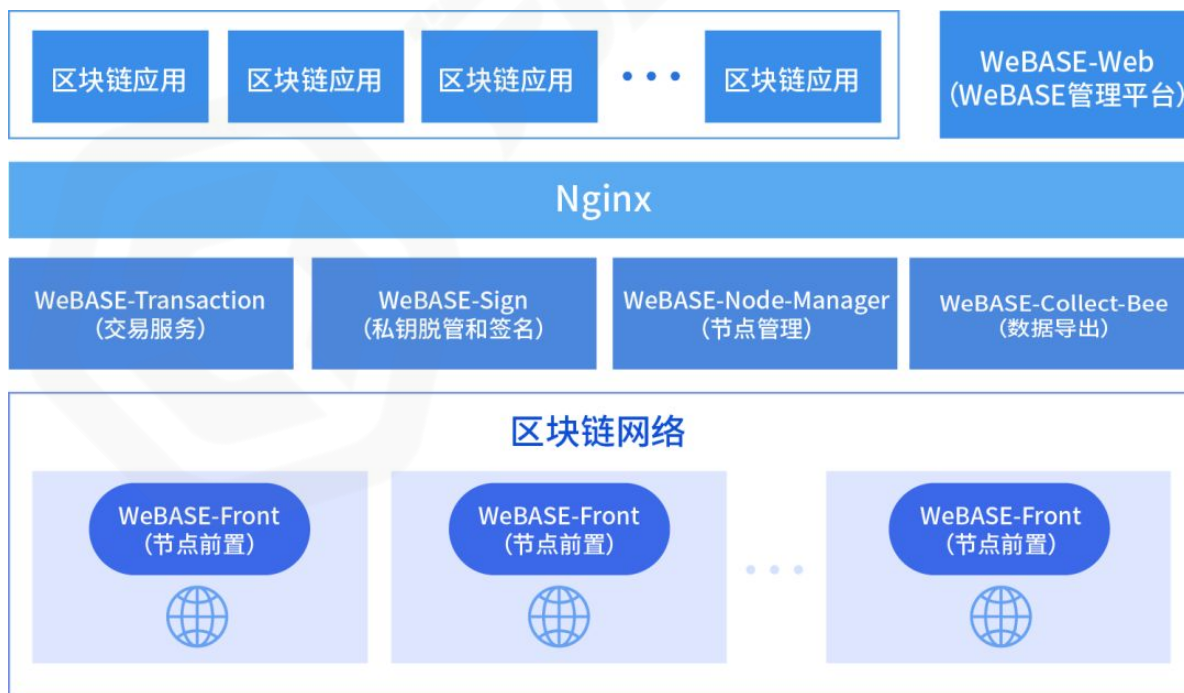 区块链应用
区块链应用
区块链应用
区块链应用
WeBASE-Web
(WeBASE管理平台)
Nginx
WeBASE-Transaction
(交易服务)
WeBASE-Sign
(私钥脱管和签名)
WeBASE-Node-Manager
(节点管理)
WeBASE-Collect-Bee
(数据导出)
区块链网络
WeBASE-Front
(节点前置)
WeBASE-Front
(节点前置)
WeBASE-Front
(节点前置)